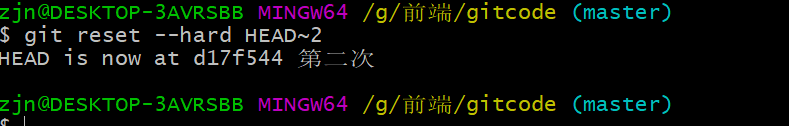 zjn@DESKTOP-3AVRSBB MINGW64 /g/前端/gitcode (master)
$ git reset --hard HEAD~2
HEAD is now at d17f544 第二次
zjn@DESKTOP-3AVRSBB MINGW64 /g/前端/gitcode (master)
$